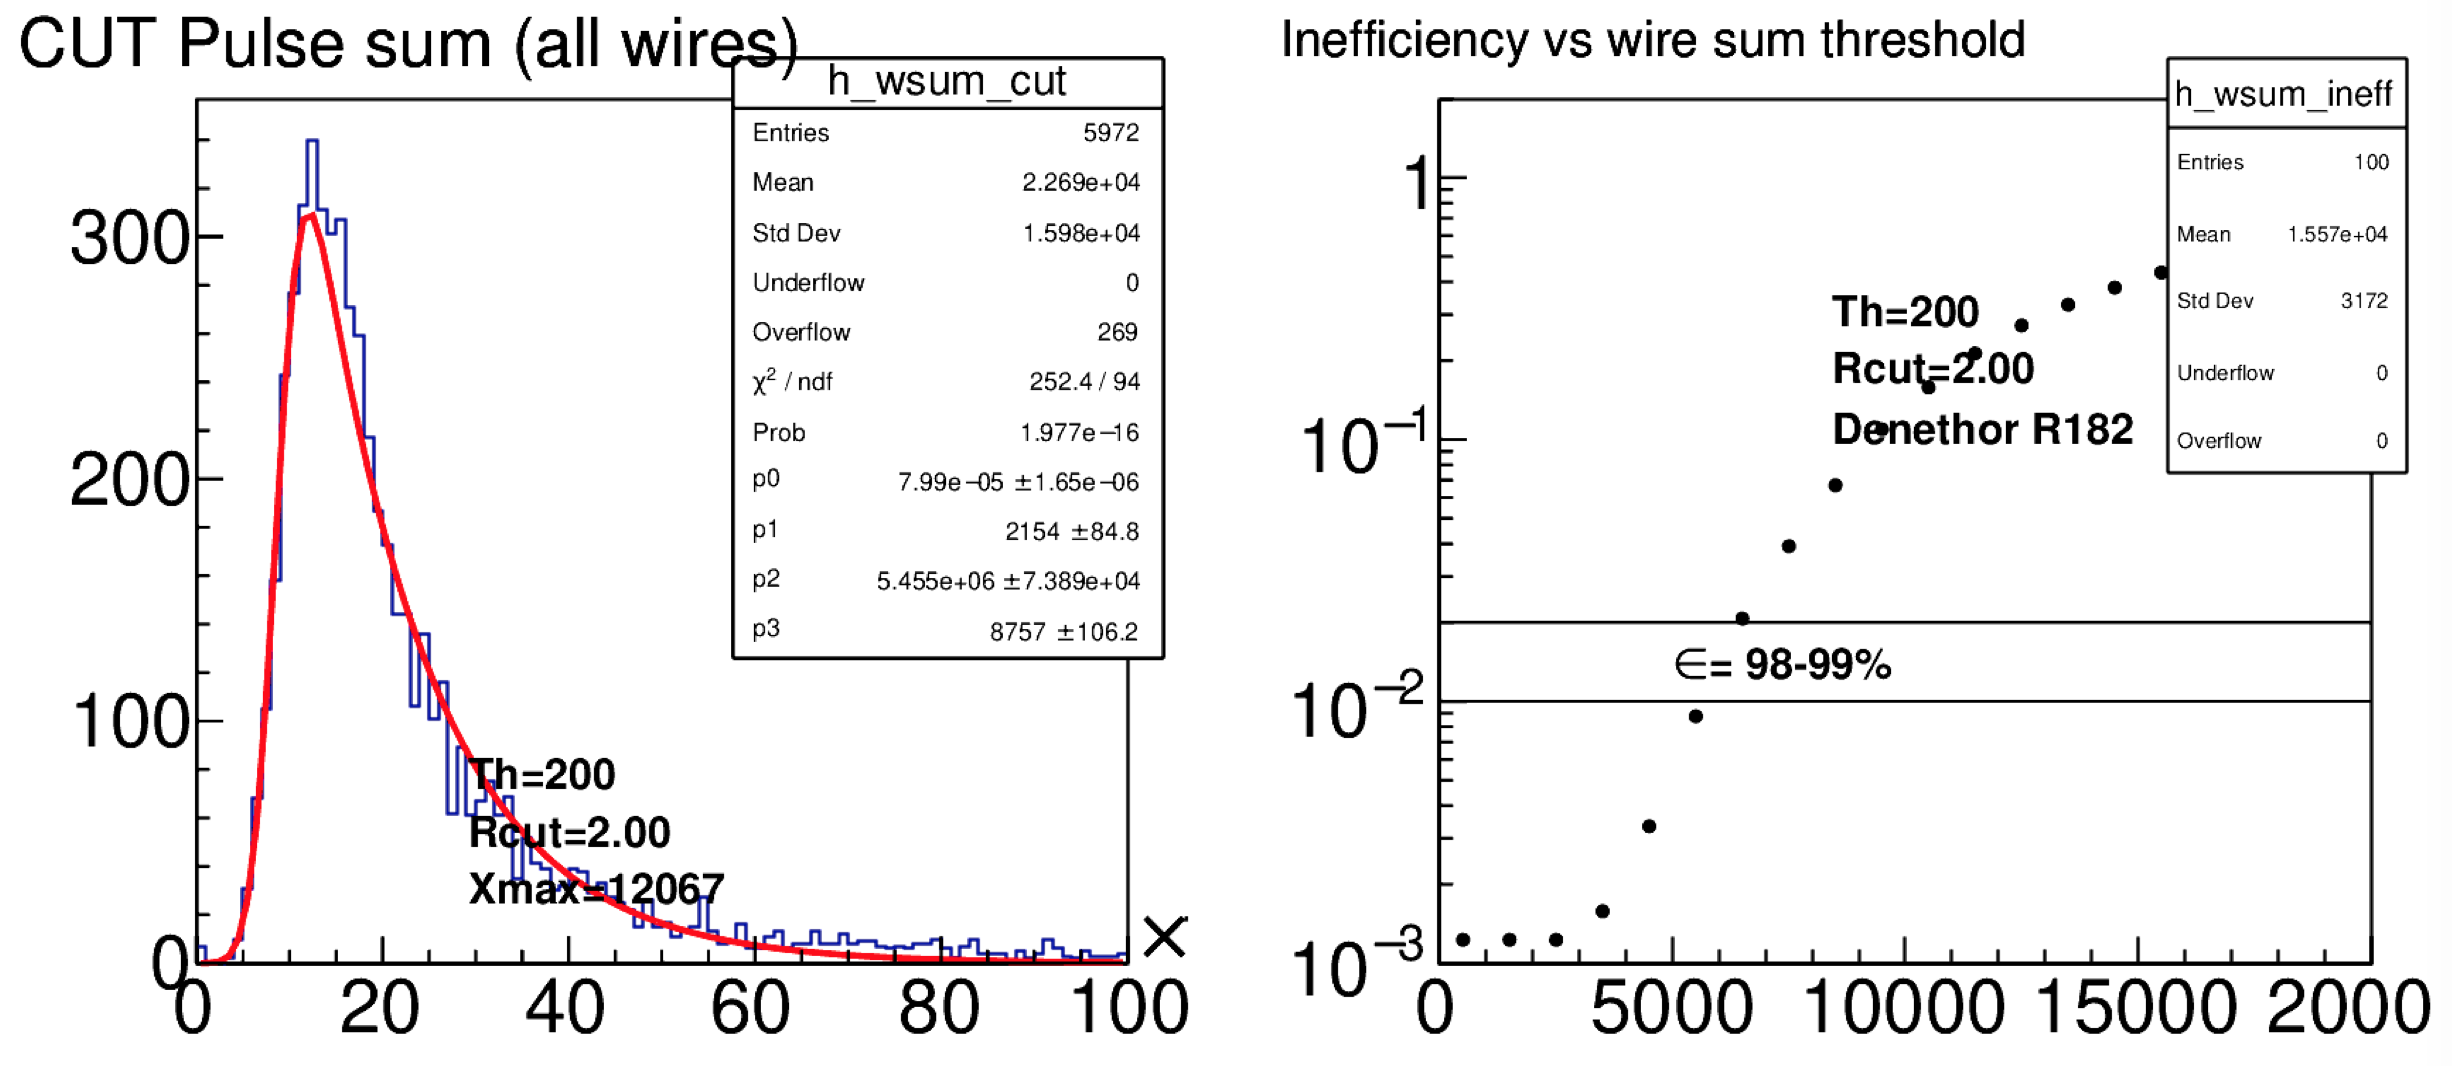 CUT Pulse sum (all wires)
h_wsum_cut
Entries 5972
Mean 2.269e+04
Std Dev 1.598e+04
Underflow 0
Overflow 269
χ² / ndf 252.4 / 94
Prob 1.977e−16
p0 7.99e−05 ±1.65e−06
p1 2154 ±84.8
p2 5.455e+06 ±7.389e+04
p3 8757 ±106.2
300
200
100
0
Th=200
Rcut=2.00
Xmax=12067
×
0 20 40 60 80 100
Inefficiency vs wire sum threshold
h_wsum_ineff
Entries 100
Mean 1.557e+04
Std Dev 3172
Underflow 0
Overflow 0
1
10⁻¹
10⁻²
10⁻³
Th=200
Rcut=2.00
Denethor R182
∈= 98-99%
0 5000 10000 15000 2000